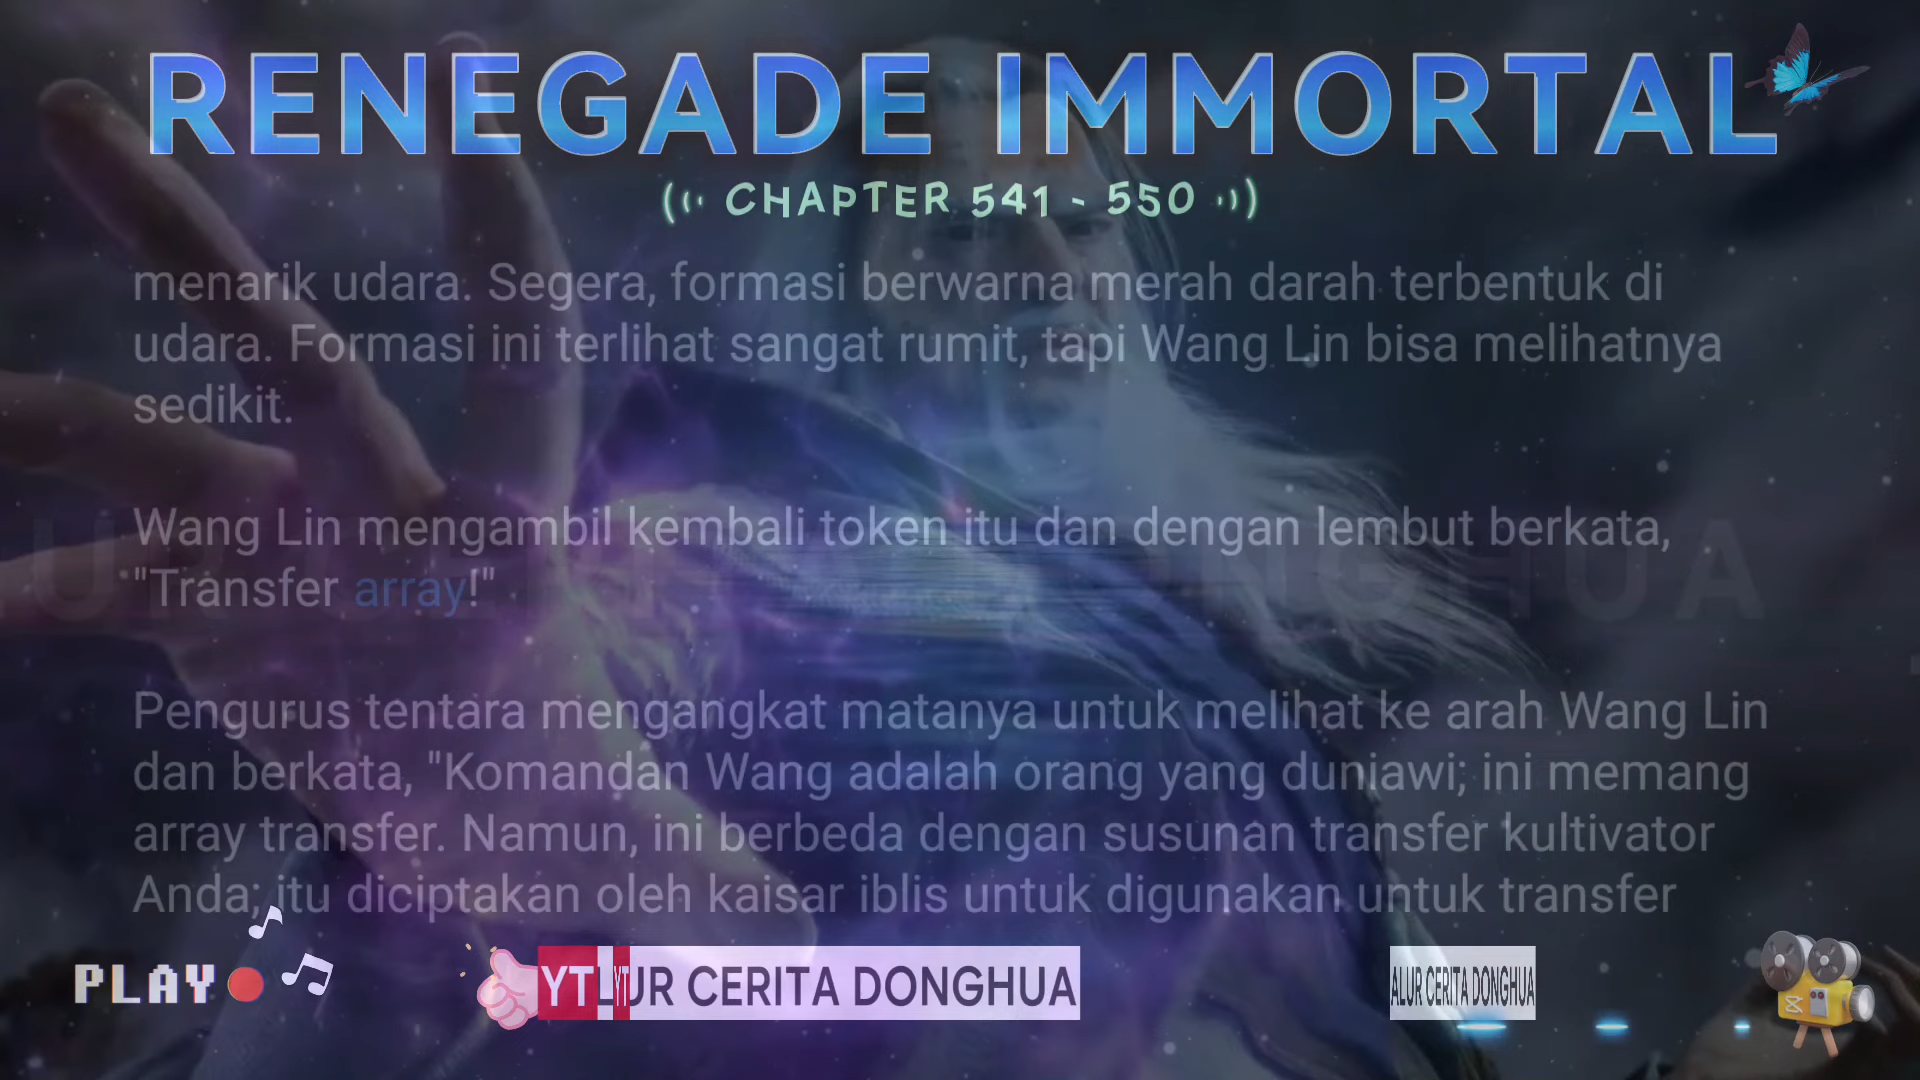 RENEGADE IMMORTAL
CHAPTER 541 - 550
menarik udara. Segera, formasi berwarna merah darah terbentuk di
udara. Formasi ini terlihat sangat rumit, tapi Wang Lin bisa melihatnya
sedikit.
Wang Lin mengambil kembali token itu dan dengan lembut berkata,
"Transfer array!"
Pengurus tentara mengangkat matanya untuk melihat ke arah Wang Lin
dan berkata, "Komandan Wang adalah orang yang duniawi; ini memang
array transfer. Namun, ini berbeda dengan susunan transfer kultivator
Anda; itu diciptakan oleh kaisar iblis untuk digunakan untuk transfer
PLAY
YT YT UR CERITA DONGHUA
ALUR CERITA DONGHUA